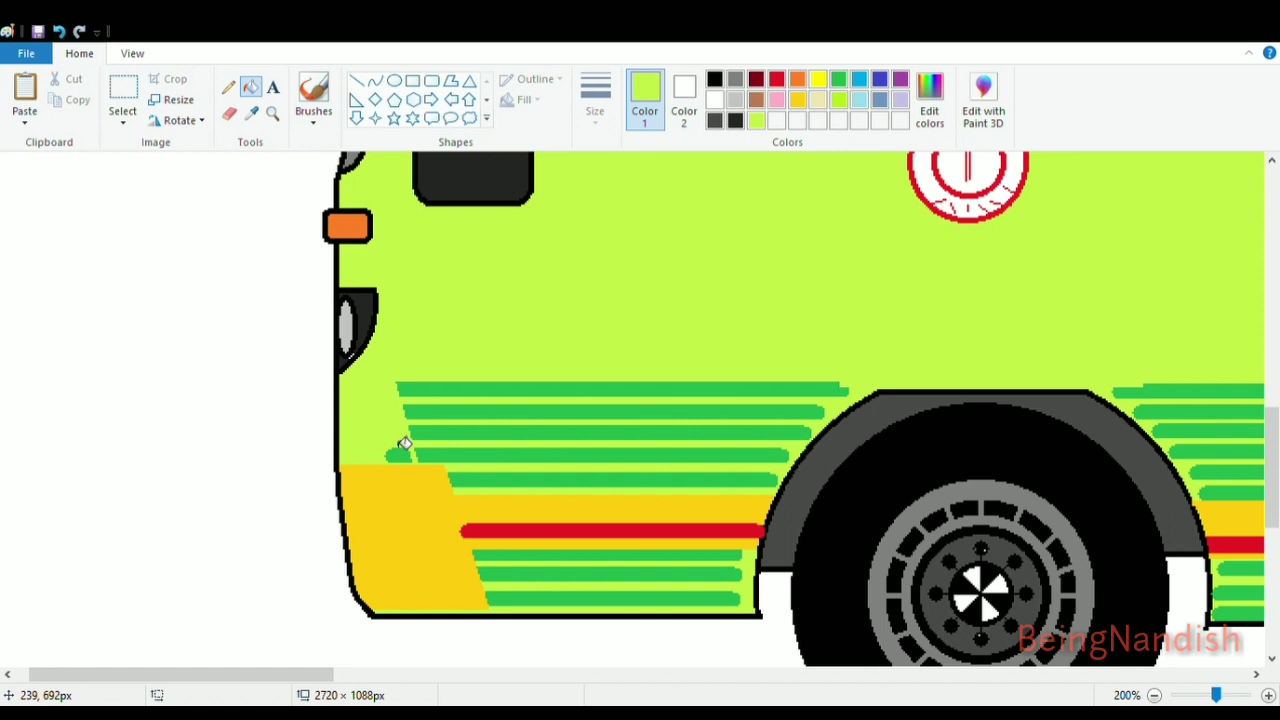 File Home View
Paste
Cut
Copy
Clipboard
Select
Crop
Resize
Rotate
Image
A
Tools
Brushes
Shapes
Outline
Fill
Size
Color 1
Color 2
Edit colors
Colors
Edit with Paint 3D
BeingNandish
239, 692px
2720 × 1088px
200%